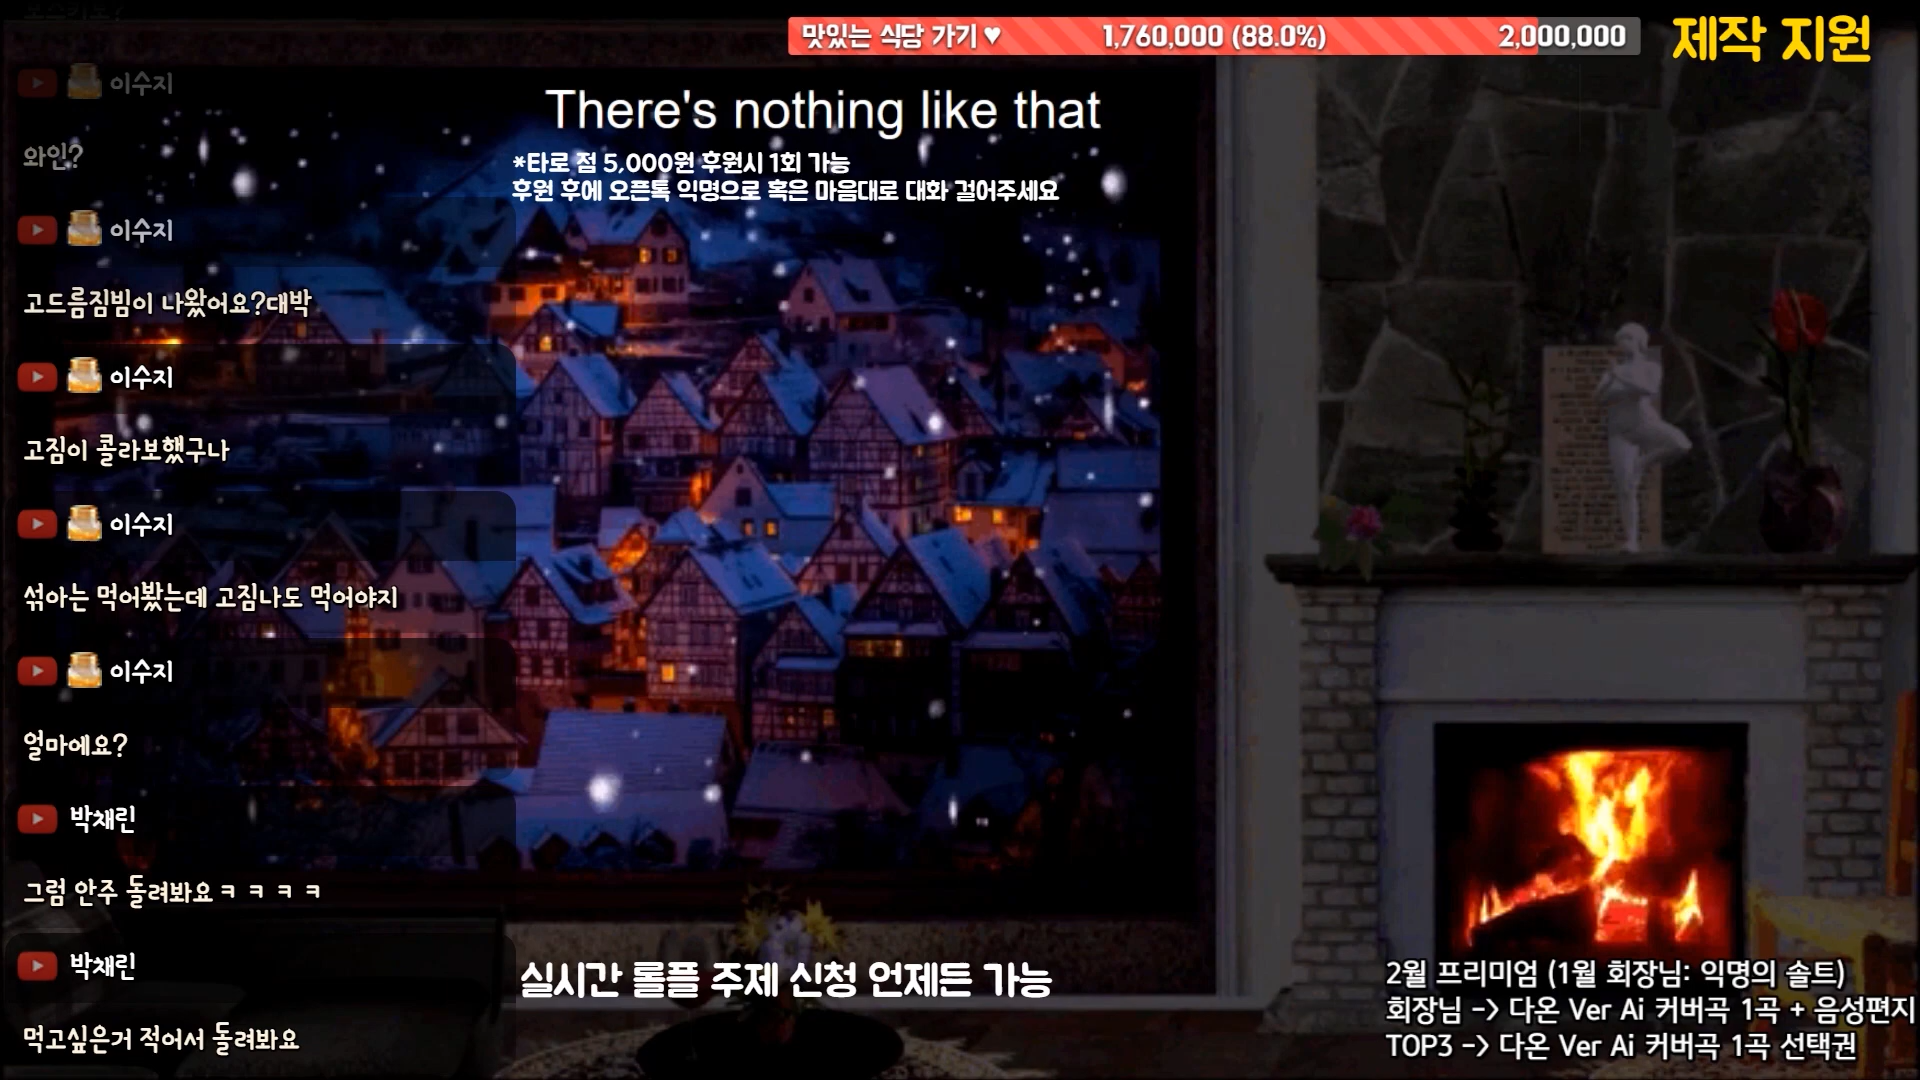 맛있는 식당 가기 ♥ 1,760,000 (88.0%) 2,000,000
제작 지원
There's nothing like that
*타로 점 5,000원 후원시 1회 가능
후원 후에 오픈톡 익명으로 혹은 마음대로 대화 걸어주세요
이수지
와인?
이수지
고드름짐빔이 나왔어요?대박
이수지
고짐이 콜라보했구나
이수지
섞아는 먹어봤는데 고짐나도 먹어야지
이수지
얼마에요?
박채린
그럼 안주 돌려봐요ㅋㅋㅋㅋ
박채린
먹고싶은거 적어서 돌려봐요
실시간 롤플 주제 신청 언제든 가능
2월 프리미엄 (1월 회장님: 익명의 솔트)
회장님 -> 다온 Ver Ai 커버곡 1곡 + 음성편지
TOP3 -> 다온 Ver Ai 커버곡 1곡 선택권